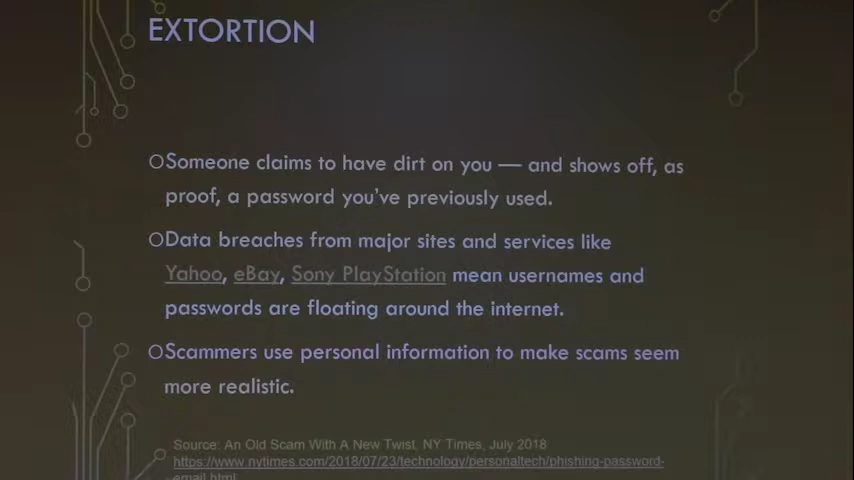 EXTORTION
Someone claims to have dirt on you — and shows off, as
proof, a password you've previously used.
Data breaches from major sites and services like
Yahoo, eBay, Sony PlayStation mean usernames and
passwords are floating around the internet.
Scammers use personal information to make scams seem
more realistic.
Source: An Old Scam With A New Twist, NY Times, July 2018
https://www.nytimes.com/2018/07/23/technology/personaltech/phishing-password-
email.html